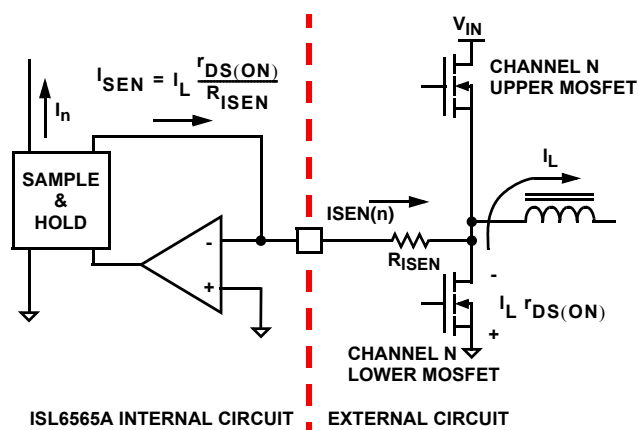 V_IN
CHANNEL N
UPPER MOSFET
I_SEN = I_L r_DS(ON) / R_ISEN
I_n
I_L
SAMPLE
&
HOLD
ISEN(n)
-
+
R_ISEN
-
I_L r_DS(ON)
+
CHANNEL N
LOWER MOSFET
ISL6565A INTERNAL CIRCUIT
EXTERNAL CIRCUIT